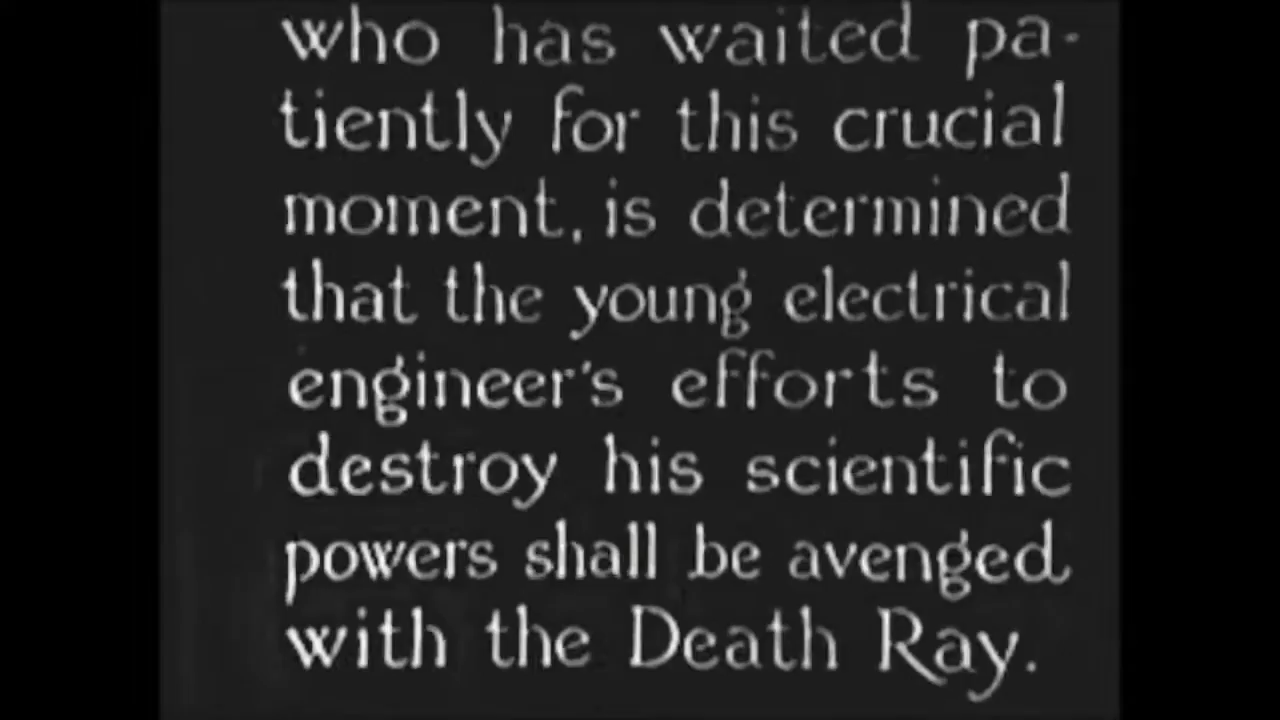 who has waited pa-
tiently for this crucial
moment, is determined
that the young electrical
engineer's efforts to
destroy his scientific
powers shall be avenged
with the Death Ray.